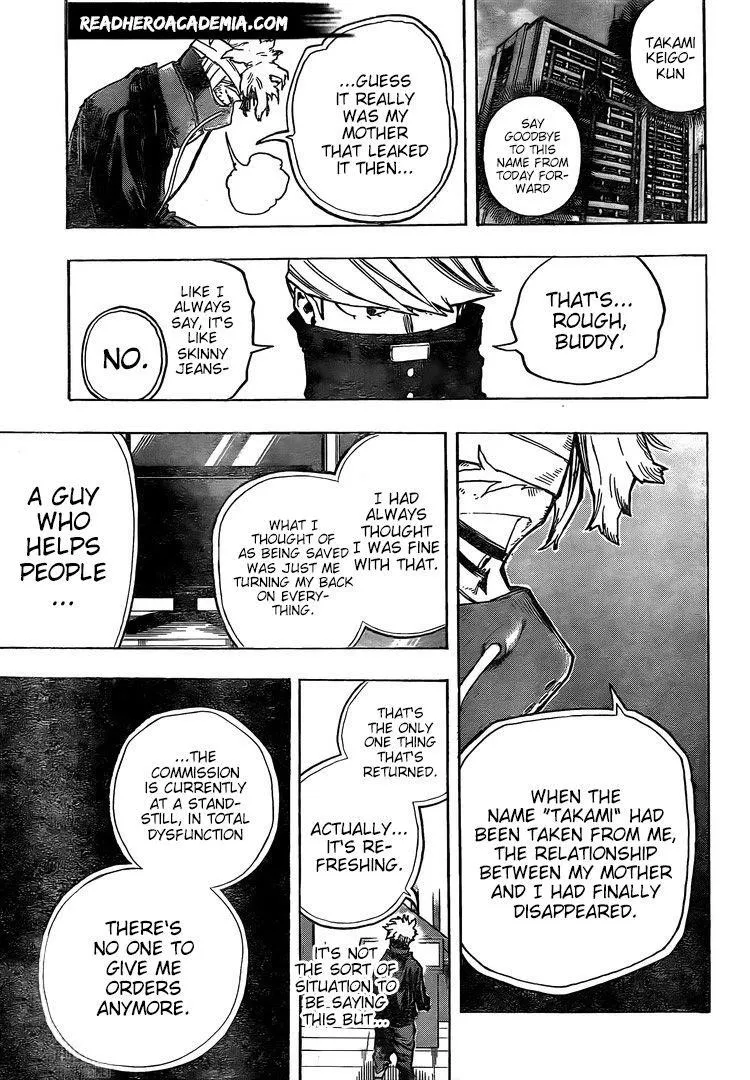 READHEROACADEMIA.COM
TAKAMI
KEIGO-
KUN
SAY
GOODBYE
TO THIS
NAME FROM
TODAY FOR-
WARD
...GUESS
IT REALLY
WAS MY
MOTHER
THAT LEAKED
IT THEN...
THAT'S...
ROUGH,
BUDDY.
LIKE I
ALWAYS
SAY, IT'S
LIKE
SKINNY
JEANS-
NO.
WHEN THE
NAME "TAKAMI" HAD
BEEN TAKEN FROM ME,
THE RELATIONSHIP
BETWEEN MY MOTHER
AND I HAD FINALLY
DISAPPEARED.
I HAD
ALWAYS
THOUGHT
I WAS FINE
WITH THAT.
WHAT I
THOUGHT OF
AS BEING SAVED
WAS JUST ME
TURNING MY BACK
ON EVERY-
THING.
A GUY
WHO
HELPS
PEOPLE
...
THAT'S
THE ONLY
ONE THING
THAT'S
RETURNED.
ACTUALLY...
IT'S RE-
FRESHING.
IT'S NOT
THE SORT OF
SITUATION TO
BE SAYING
THIS BUT...
...THE
COMMISSION
IS CURRENTLY
AT A STAND-
STILL, IN TOTAL
DYSFUNCTION
THERE'S
NO ONE TO
GIVE ME
ORDERS
ANYMORE.